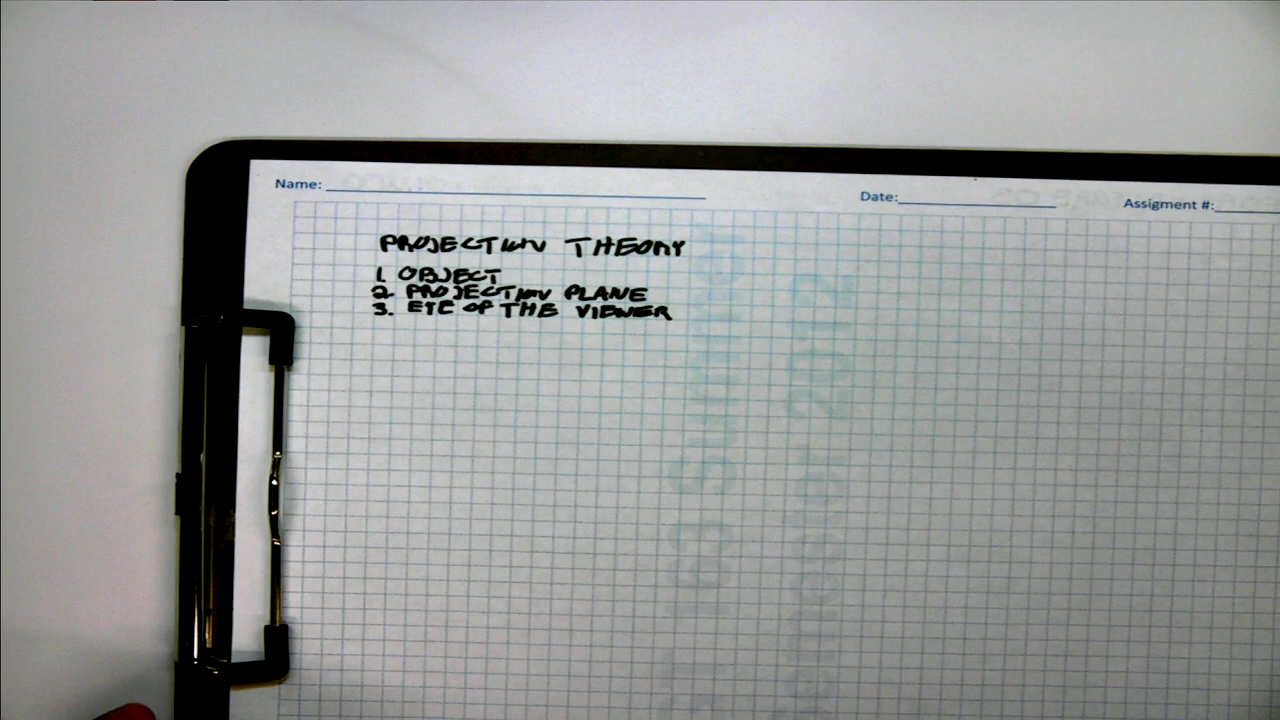 Name:
Date:
Assigment #:
PROJECTION THEORY
1. OBJECT
2. PROJECTION PLANE
3. EYE OF THE VIEWER